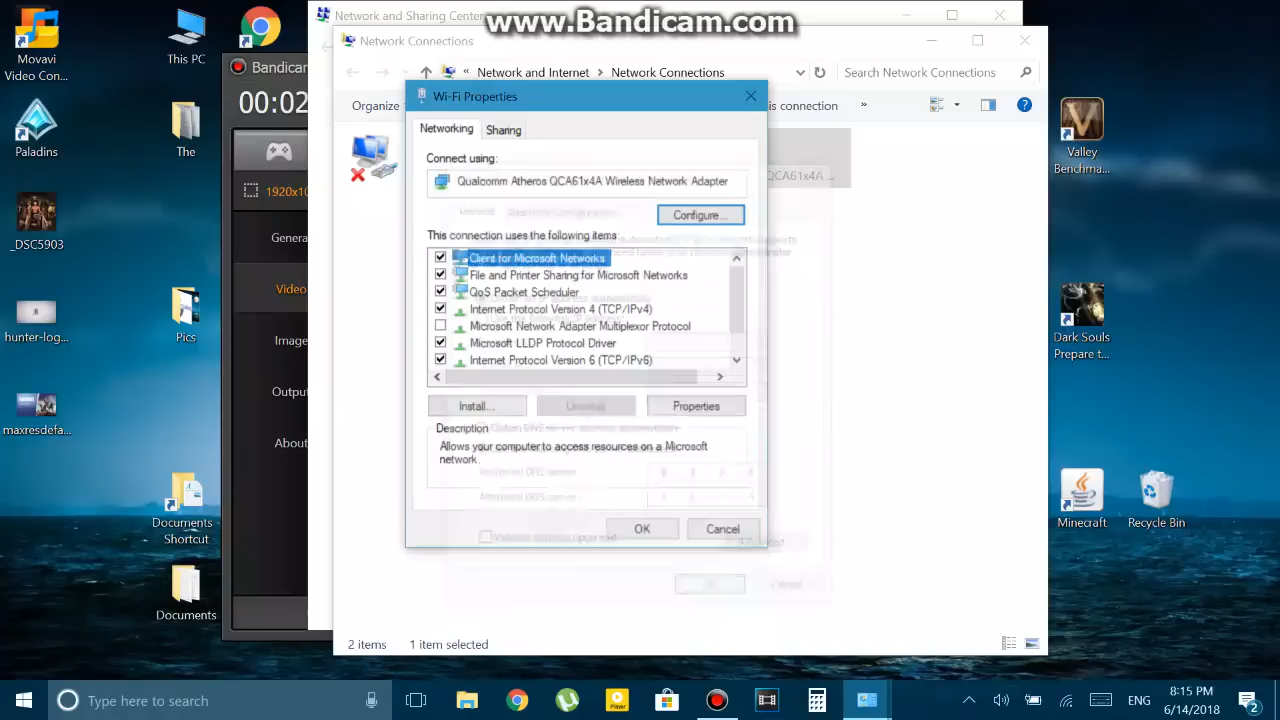 www.Bandicam.com
Network and Sharing Center
Network Connections
« Network and Internet > Network Connections
Search Network Connections
Organize
is connection
»
Wi-Fi Properties
Networking
Sharing
Connect using:
Qualcomm Atheros QCA61x4A Wireless Network Adapter
QCA61x4A ...
Configure...
This connection uses the following items:
Client for Microsoft Networks
File and Printer Sharing for Microsoft Networks
QoS Packet Scheduler
Internet Protocol Version 4 (TCP/IPv4)
Microsoft Network Adapter Multiplexor Protocol
Microsoft LLDP Protocol Driver
Internet Protocol Version 6 (TCP/IPv6)
Install...
Uninstall
Properties
Description
Allows your computer to access resources on a Microsoft
network.
OK
Cancel
2 items
1 item selected
Movavi
Video Con...
Paladins
_DSC5903
hunter-log...
maxresdefa...
This PC
The
Pics
Documents
Shortcut
Documents
Bandicam
00:02
1920x10
Genera
Video
Image
Output
About
Valley
Benchma...
Dark Souls
Prepare t...
Minecraft
Recycle Bin
Type here to search
Player
ENG
8:15 PM
6/14/2018
2